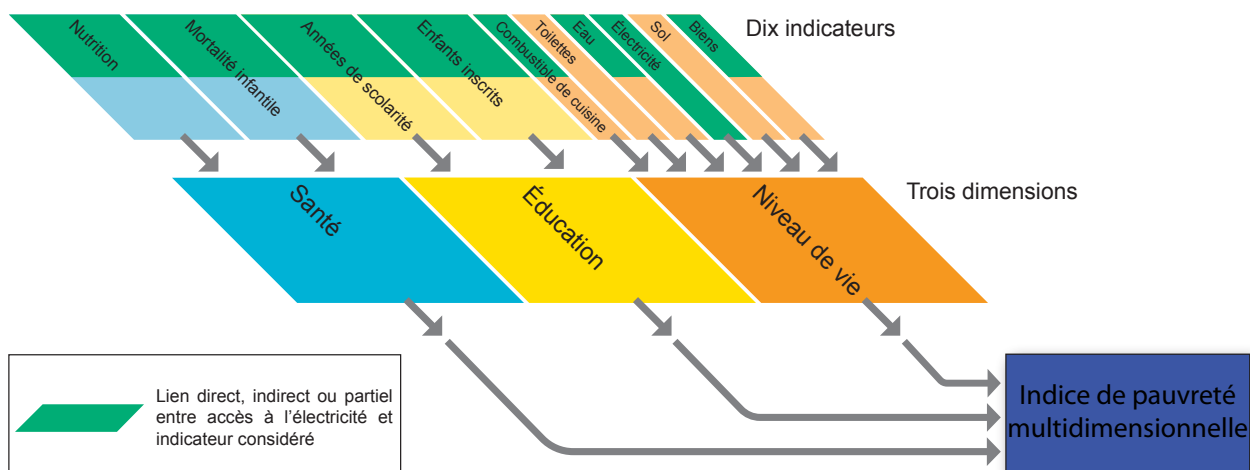 Nutrition
Mortalité infantile
Années de scolarité
Enfants inscrits
Combustible de cuisine
Toilettes
Eau
Électricité
Sol
Biens
Dix indicateurs
Santé
Éducation
Niveau de vie
Trois dimensions
Lien direct, indirect ou partiel
entre accès à l’électricité et
indicateur considéré
Indice de pauvreté
multidimensionnelle